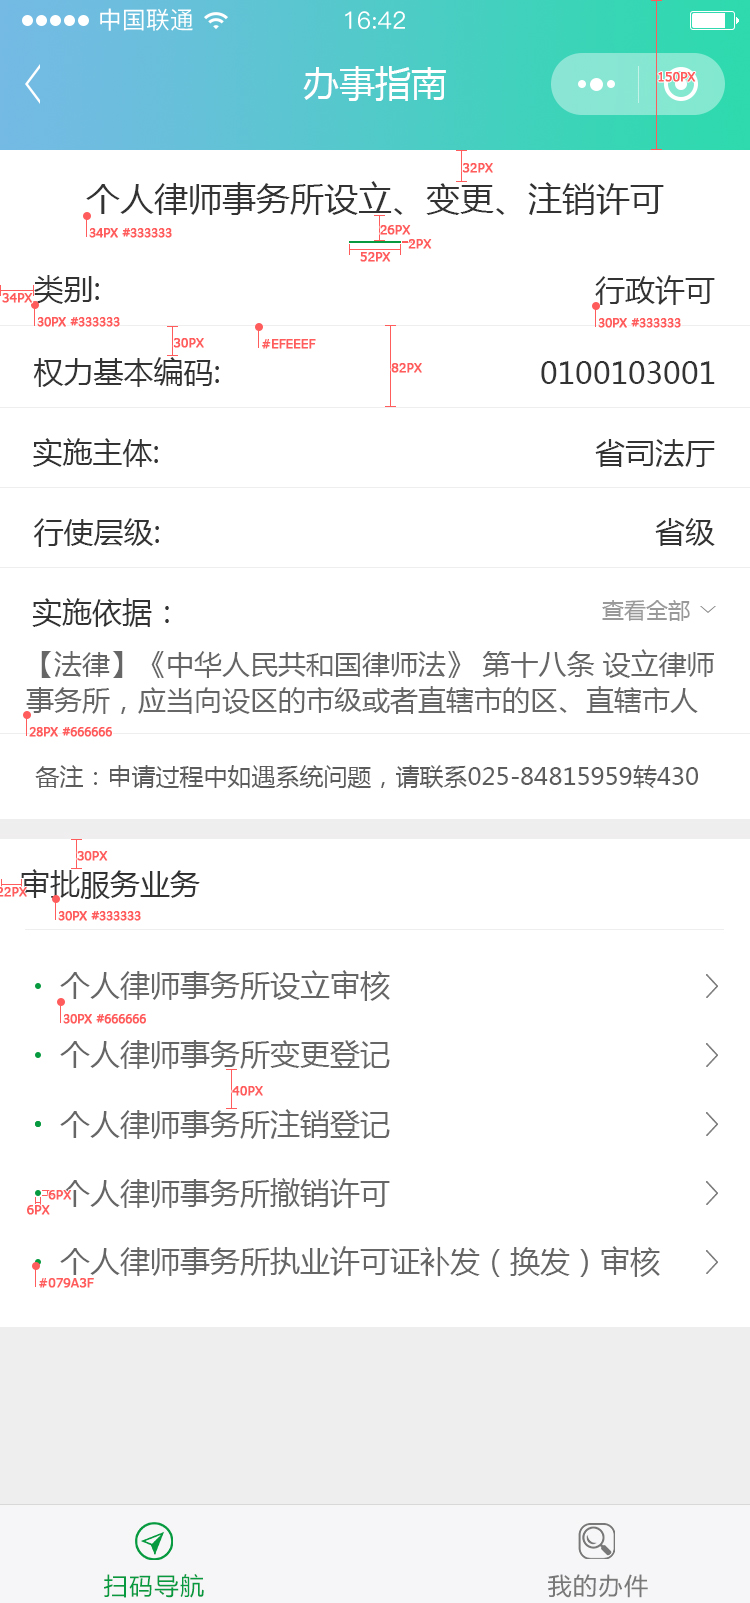 中国联通 16:42
办事指南
150PX
32PX
个人律师事务所设立、变更、注销许可
34PX #333333
26PX
2PX
52PX
34PX
类别: 行政许可
30PX #333333
30PX #333333
30PX
#EFEEEF
82PX
权力基本编码: 0100103001
实施主体: 省司法厅
行使层级: 省级
实施依据： 查看全部
【法律】《中华人民共和国律师法》 第十八条 设立律师
事务所，应当向设区的市级或者直辖市的区、直辖市人
28PX #666666
备注：申请过程中如遇系统问题，请联系025-84815959转430
30PX
22PX
审批服务业务
30PX #333333
个人律师事务所设立审核
30PX #666666
个人律师事务所变更登记
40PX
个人律师事务所注销登记
6PX
个人律师事务所撤销许可
6PX
个人律师事务所执业许可证补发（换发）审核
#079A3F
扫码导航 我的办件